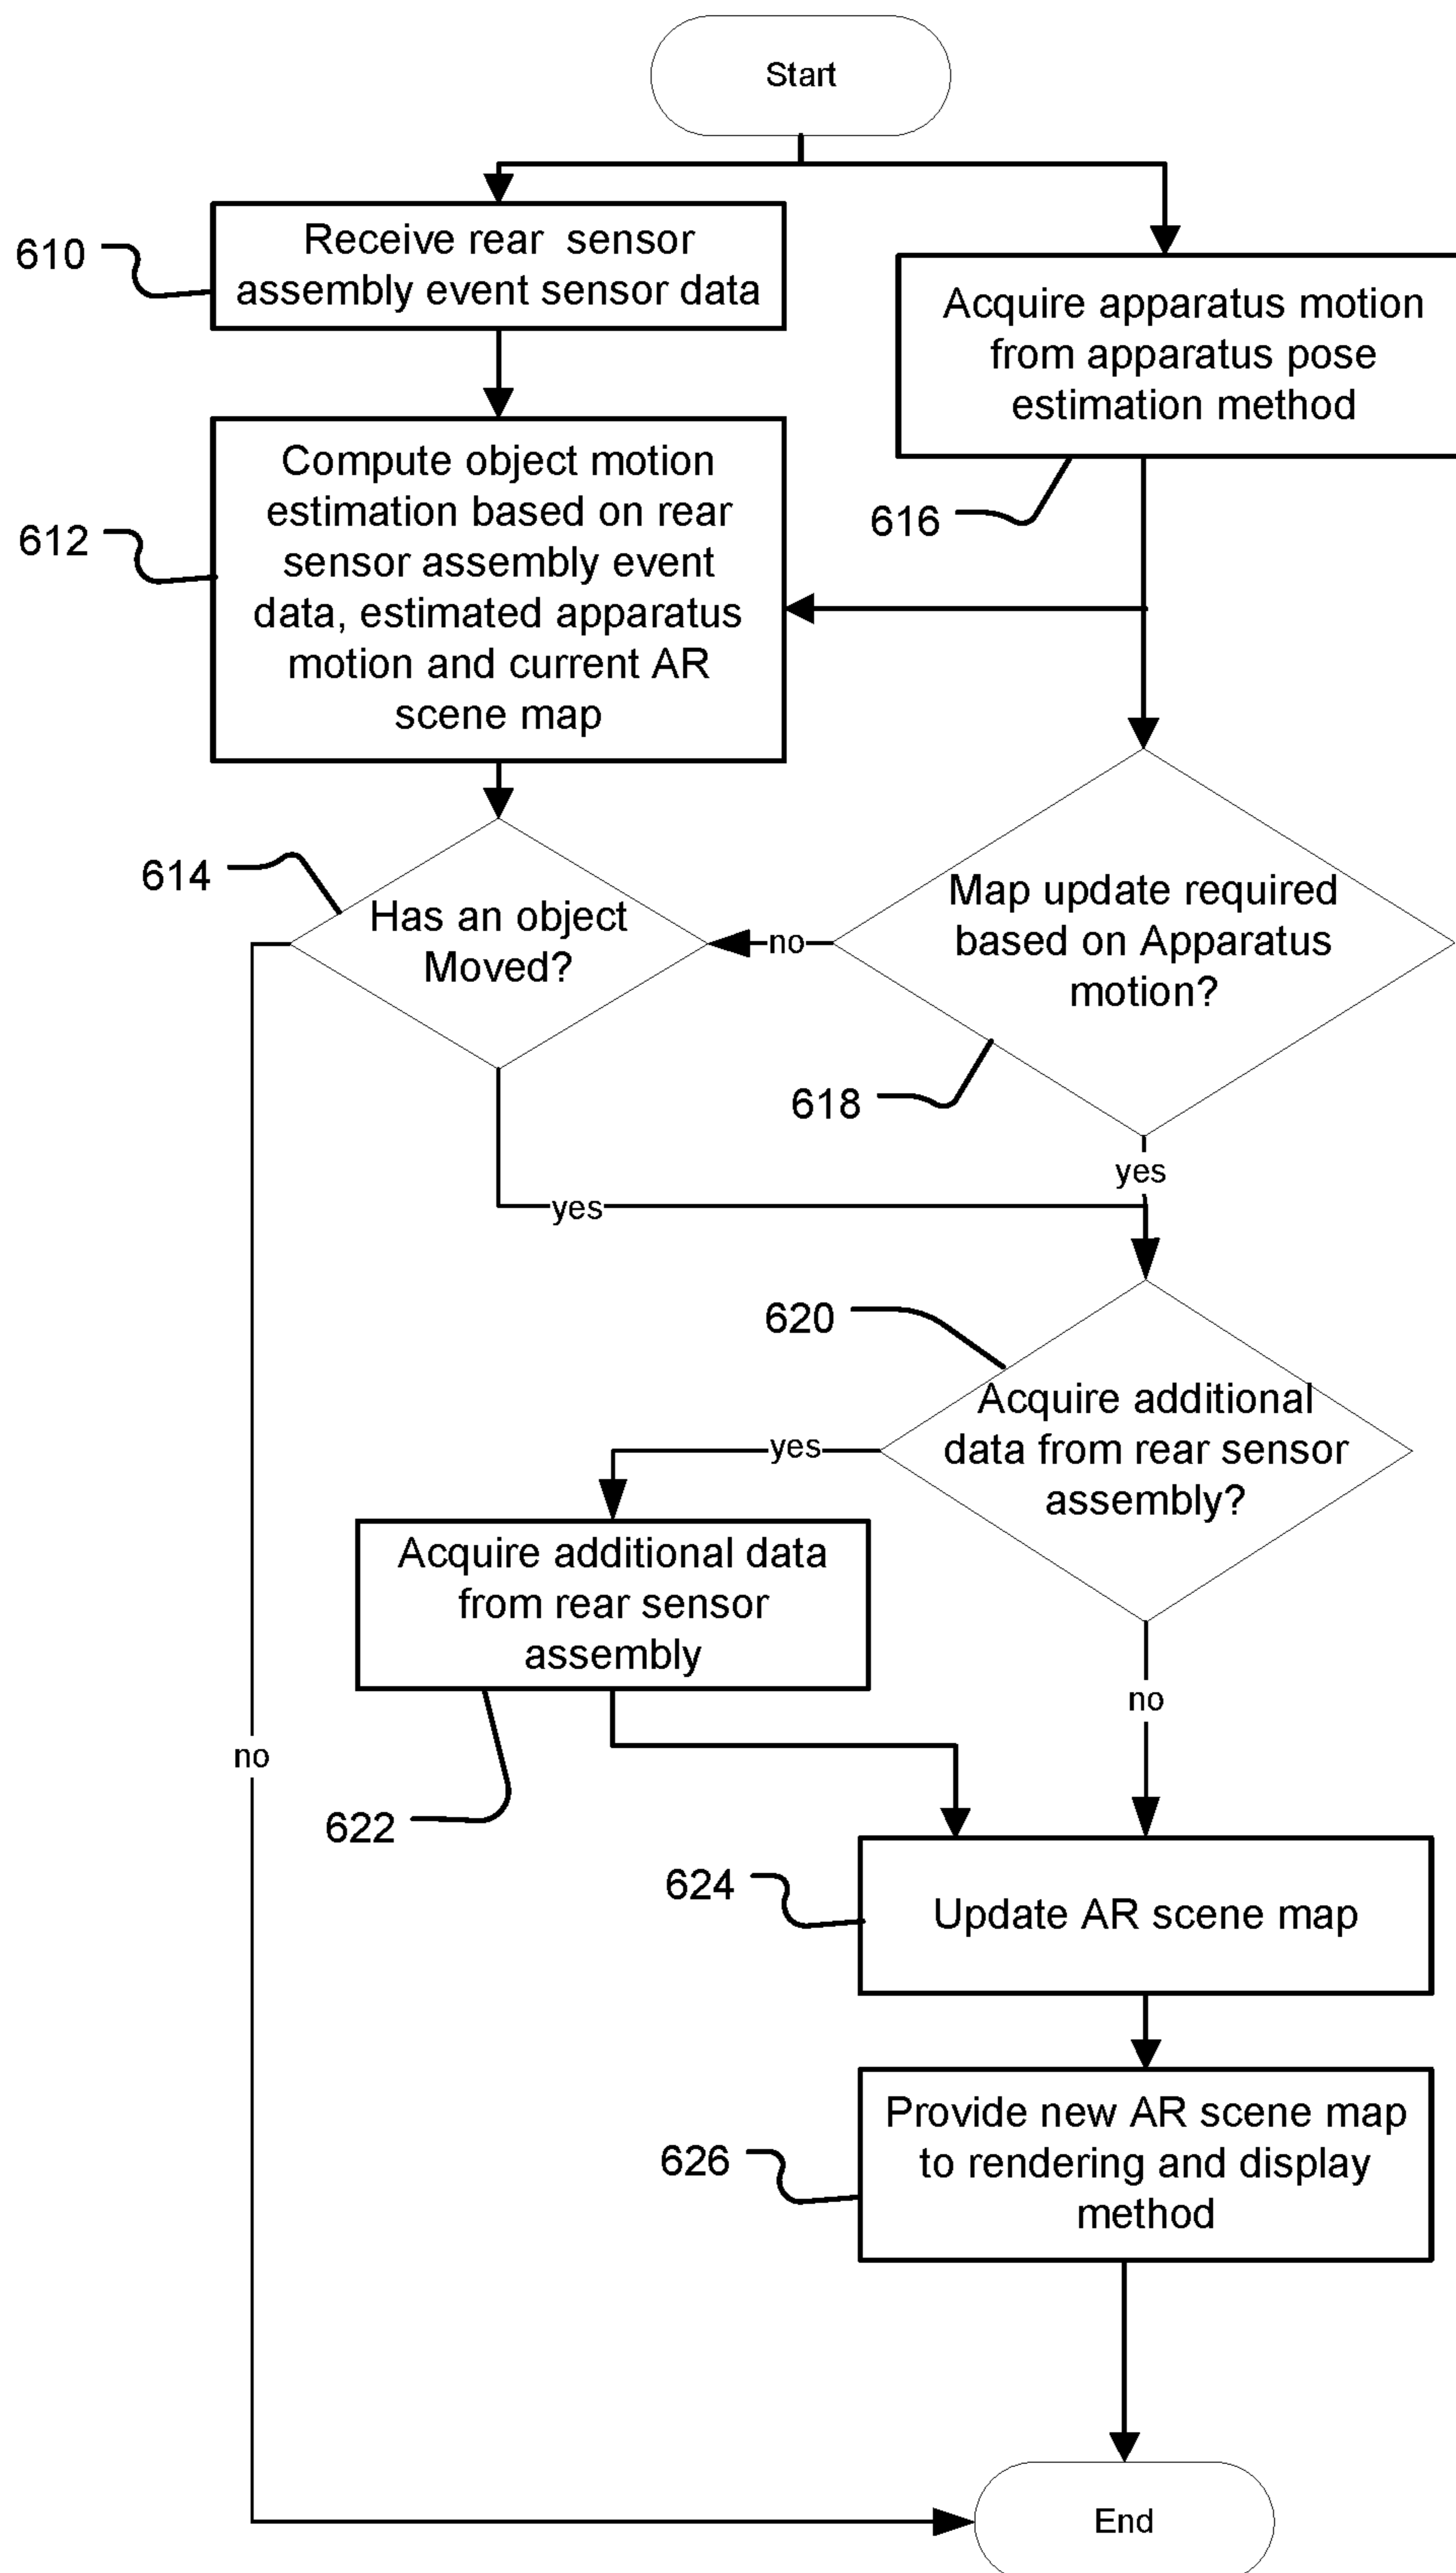 Start
610
Receive rear sensor
assembly event sensor data
Acquire apparatus motion
from apparatus pose
estimation method
616
612
Compute object motion
estimation based on rear
sensor assembly event
data, estimated apparatus
motion and current AR
scene map
614
Has an object
Moved?
no
Map update required
based on Apparatus
motion?
618
yes
yes
620
Acquire additional
data from rear sensor
assembly?
yes
Acquire additional data
from rear sensor
assembly
no
no
622
624
Update AR scene map
626
Provide new AR scene map
to rendering and display
method
End